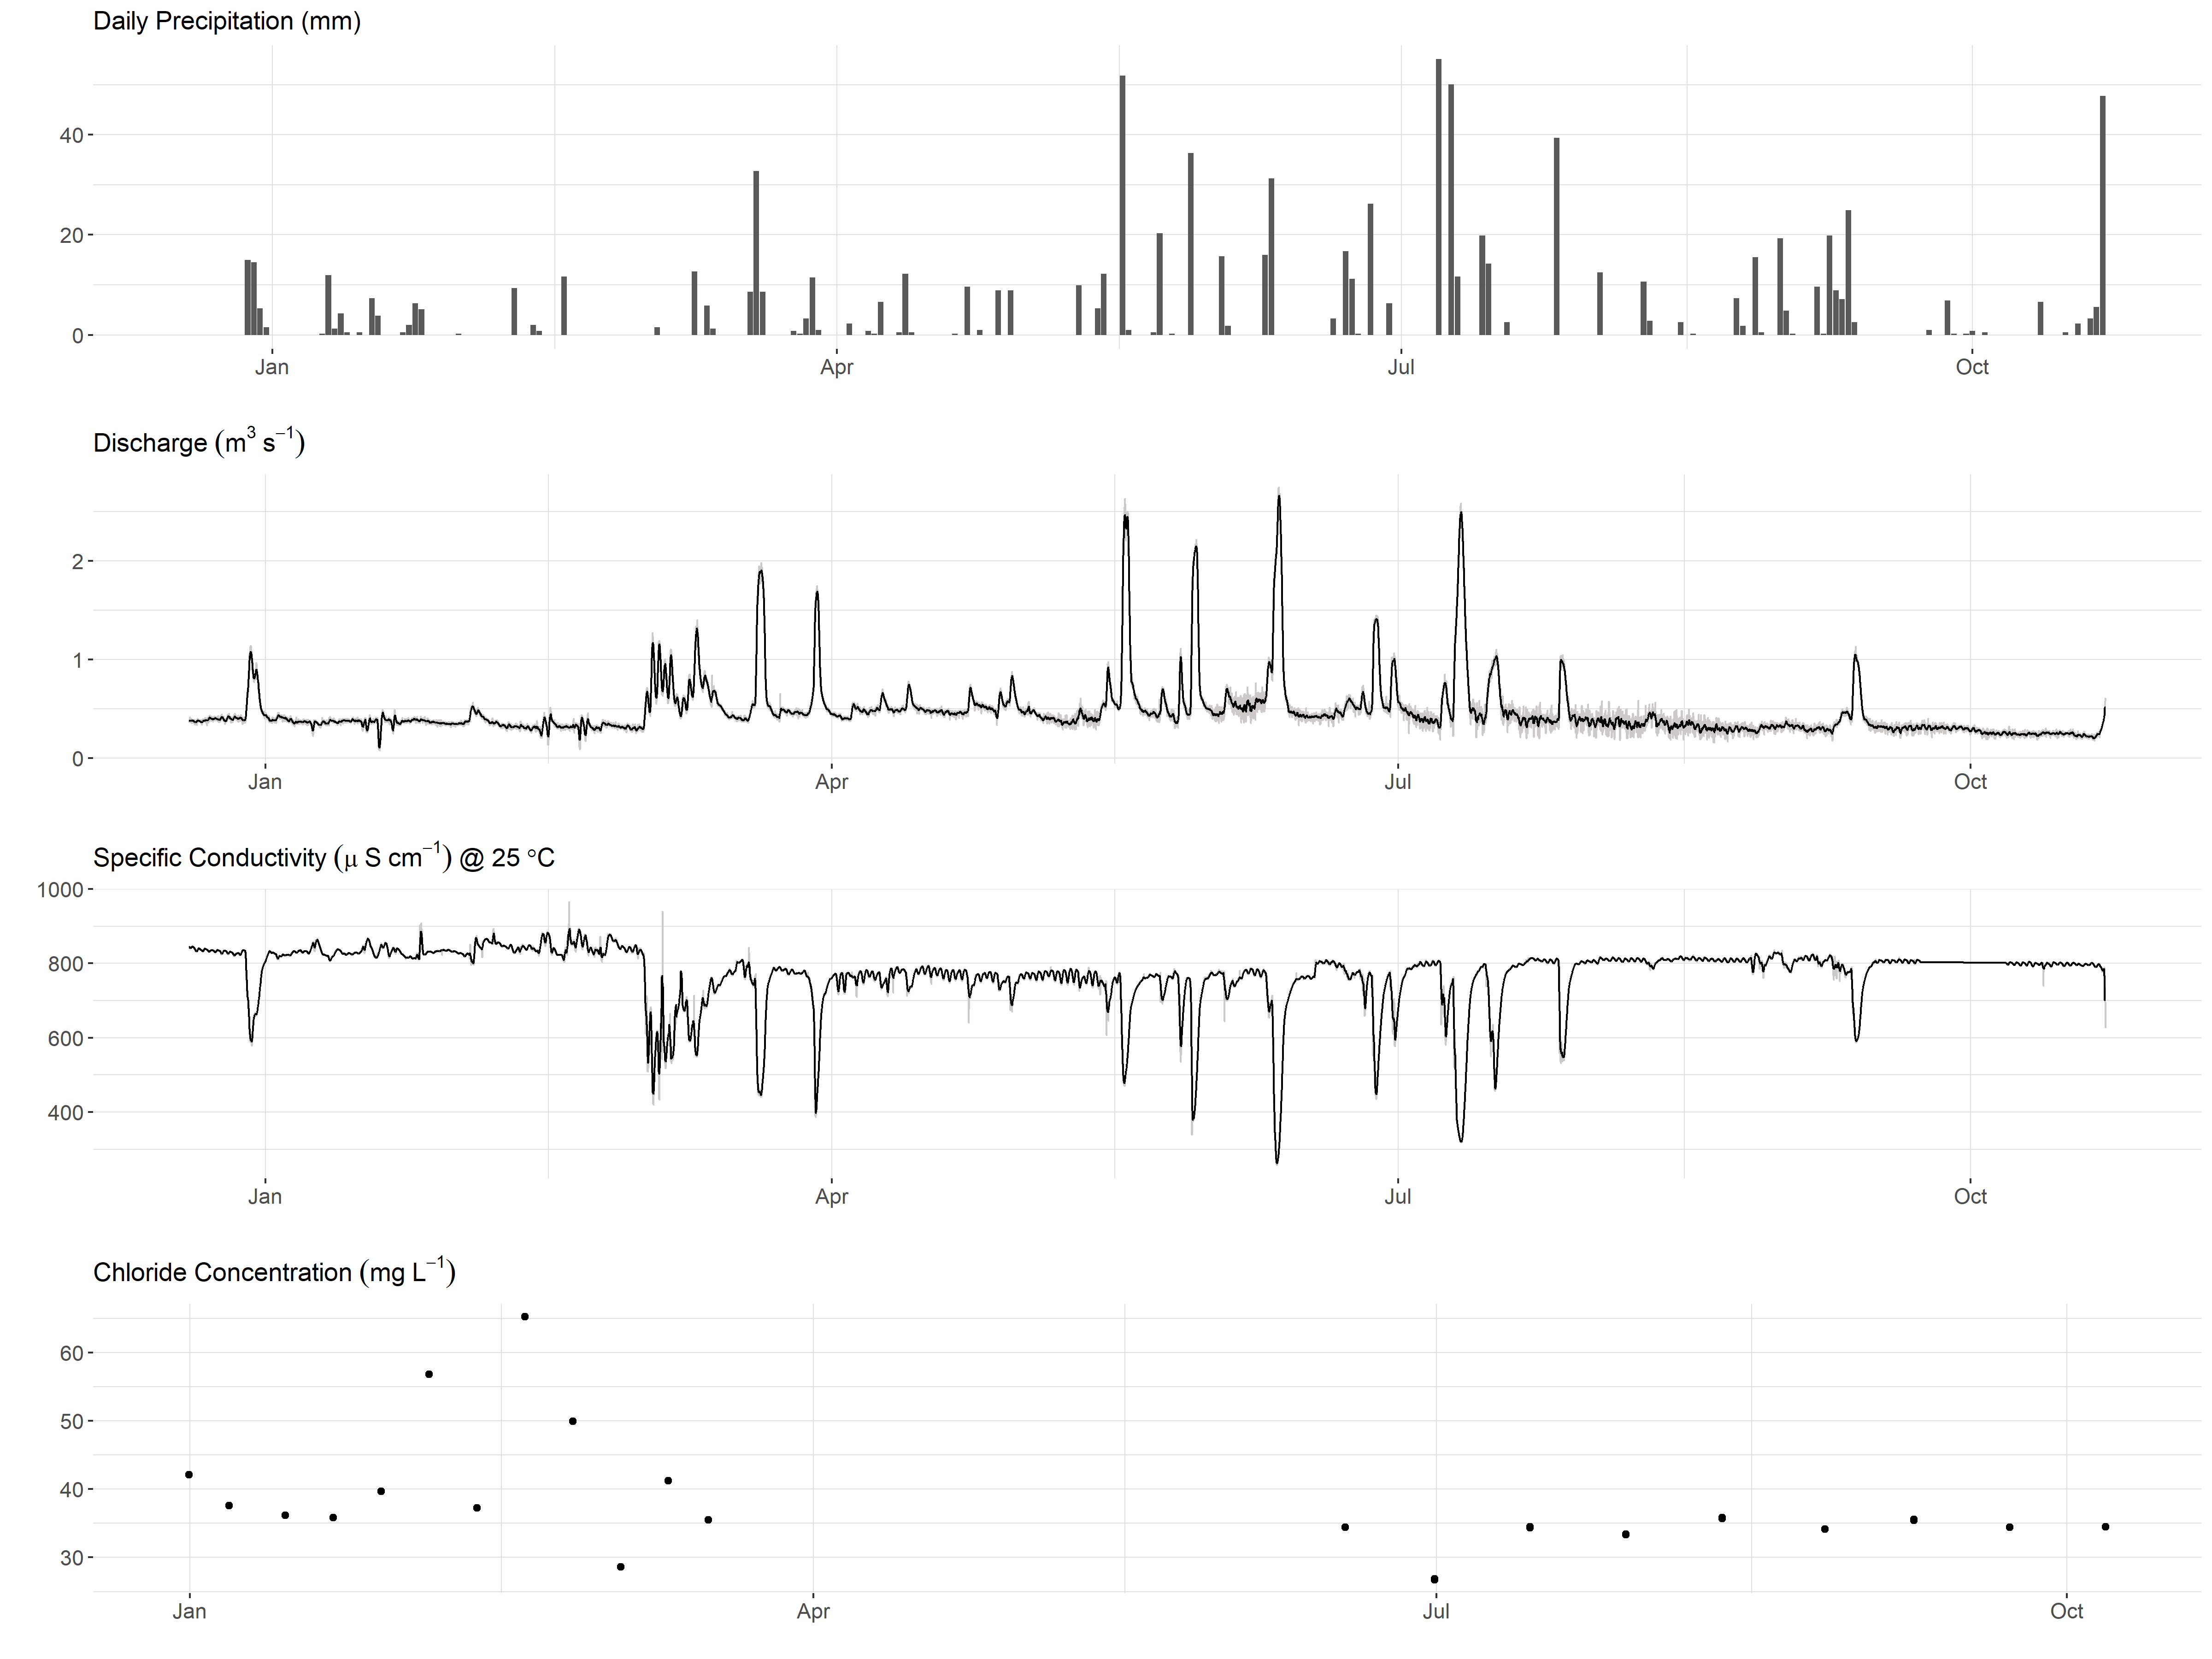 Daily Precipitation (mm)
40
20
0
Jan Apr Jul Oct
Discharge (m³ s⁻¹)
2
1
0
Jan Apr Jul Oct
Specific Conductivity (μ S cm⁻¹) @ 25 °C
1000
800
600
400
Jan Apr Jul Oct
Chloride Concentration (mg L⁻¹)
60
50
40
30
Jan Apr Jul Oct